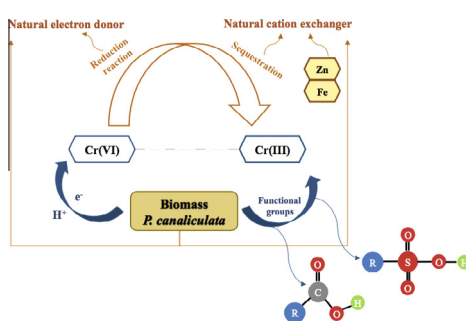 Natural electron donor
Natural cation exchanger
Reduction
reaction
Sequestration
Zn
Fe
Cr(VI)
Cr(III)
e-
H+
Biomass
P. canaliculata
Functional
groups
O
R S O H
O
O
C
H
R O